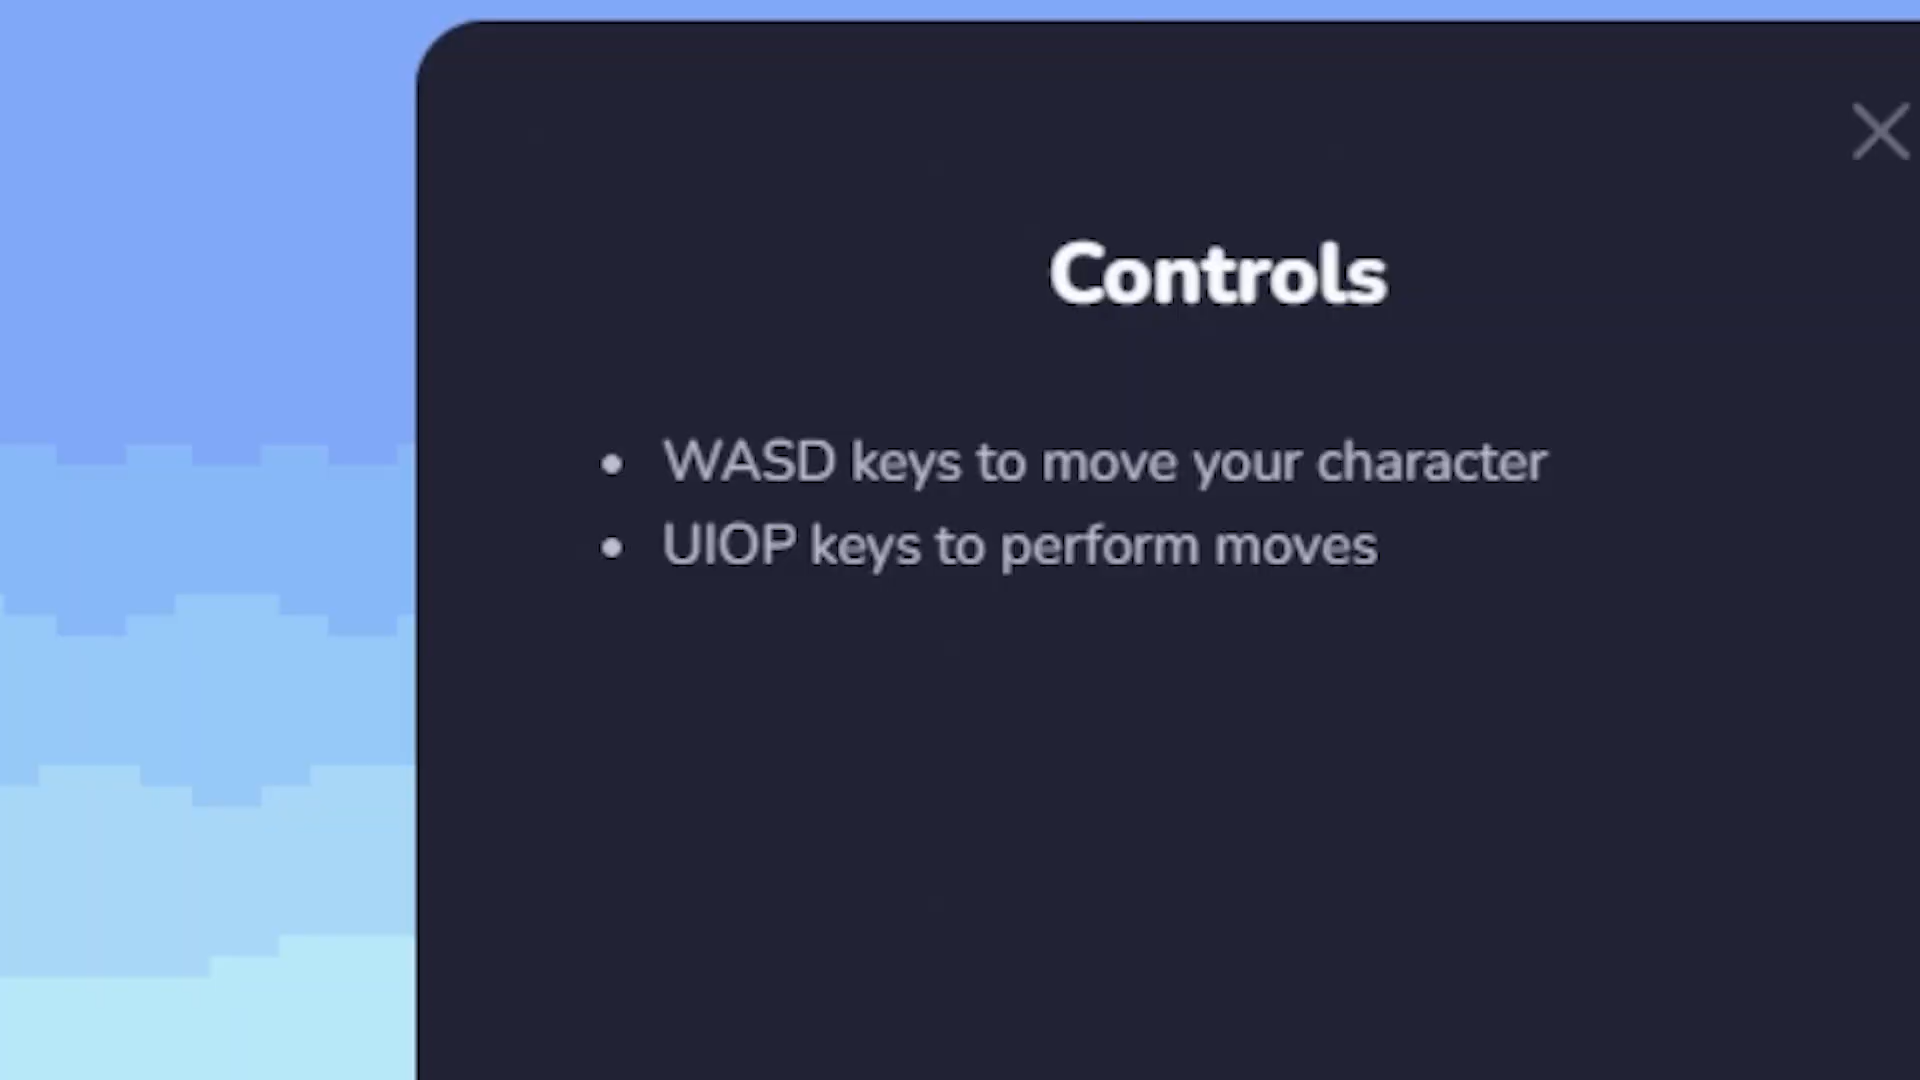 Controls
• WASD keys to move your character
• UIOP keys to perform moves